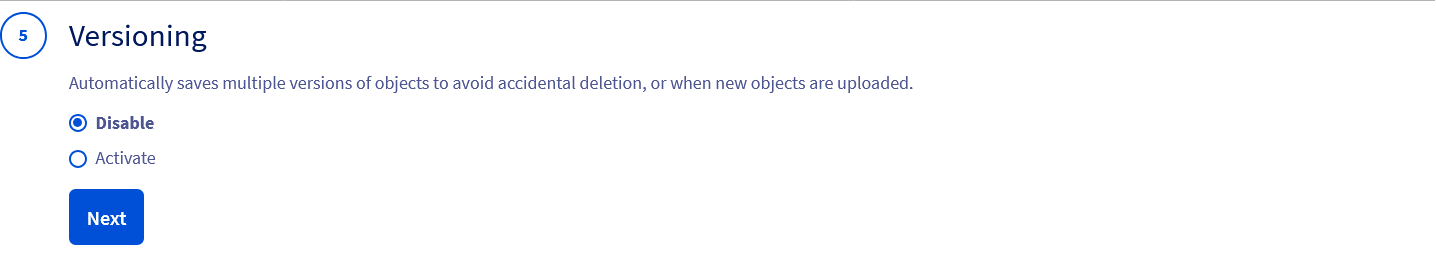 5
Versioning
Automatically saves multiple versions of objects to avoid accidental deletion, or when new objects are uploaded.
Disable
Activate
Next